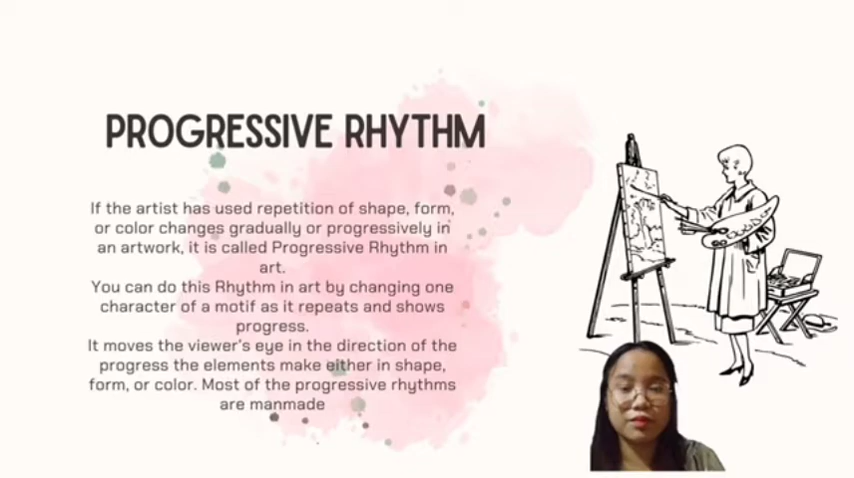 PROGRESSIVE RHYTHM
If the artist has used repetition of shape, form,
or color changes gradually or progressively in
an artwork, it is called Progressive Rhythm in
art.
You can do this Rhythm in art by changing one
character of a motif as it repeats and shows
progress.
It moves the viewer's eye in the direction of the
progress the elements make either in shape,
form, or color. Most of the progressive rhythms
are manmade